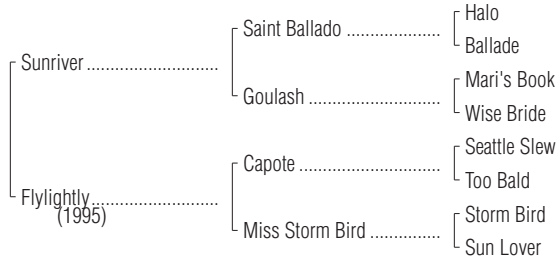 Halo
Saint Ballado ....................
Ballade
Sunriver ............................
Mari's Book
Goulash ............................
Wise Bride
Seattle Slew
Capote ..............................
Too Bald
Flylightly...........................
(1995)
Storm Bird
Miss Storm Bird ...............
Sun Lover